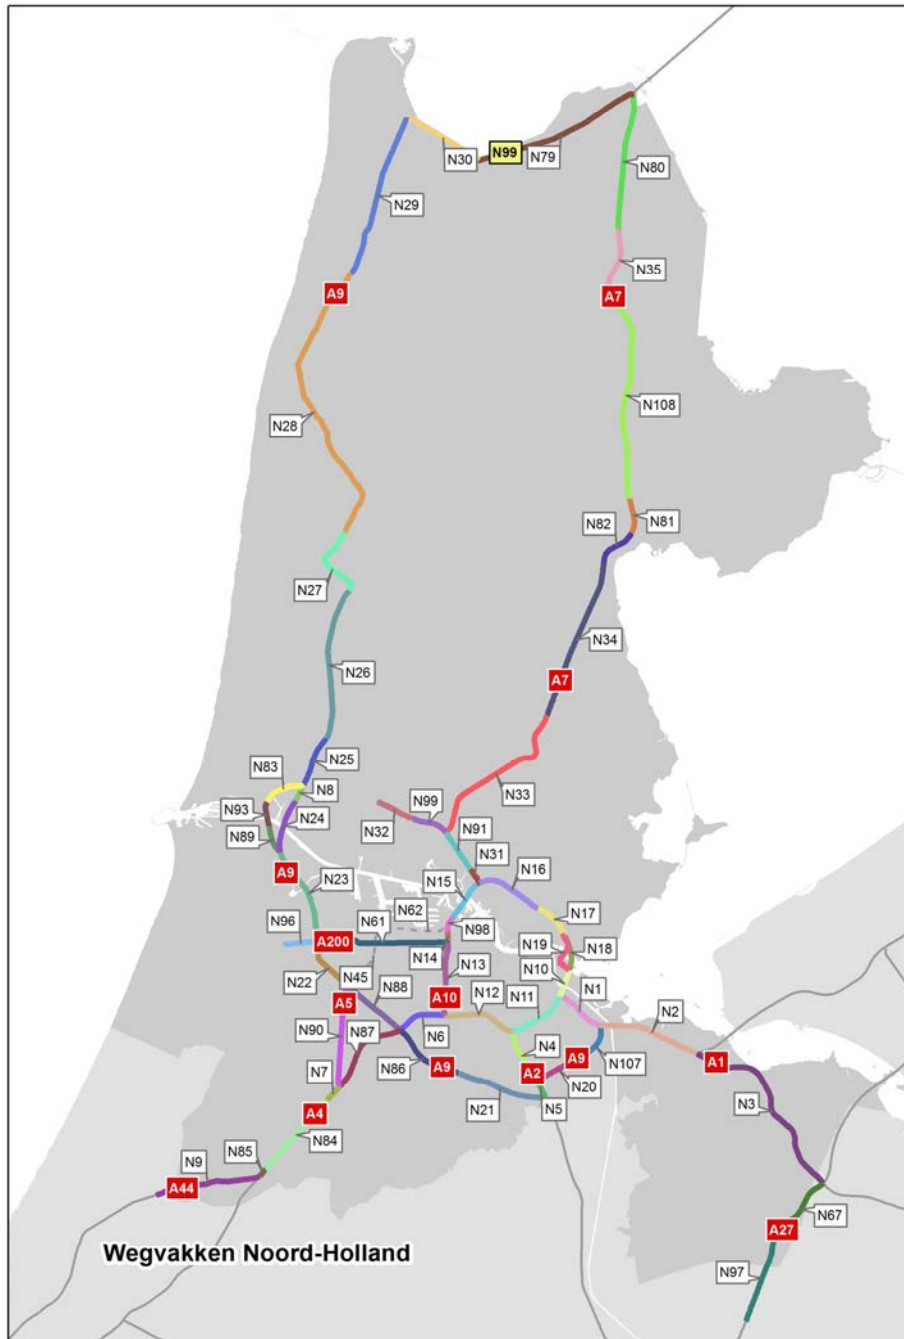 N30
N99
N79
N80
N29
N35
A9
A7
N108
N28
N82
N81
N27
N34
N26
A7
N25
N83
N8
N33
N93
N24
N99
N32
N91
N89
N31
A9
N15
N16
N23
N62
N17
N96
N61
A200
N98
N19
N18
N14
N10
N22
N45
N88
N13
N1
A5
A10
N12
N11
N2
N90
N87
N6
N4
A9
A1
N86
A9
N107
N7
A2
N20
N3
A4
N21
N5
N84
N85
N9
A44
N67
A27
Wegvakken Noord-Holland
N97